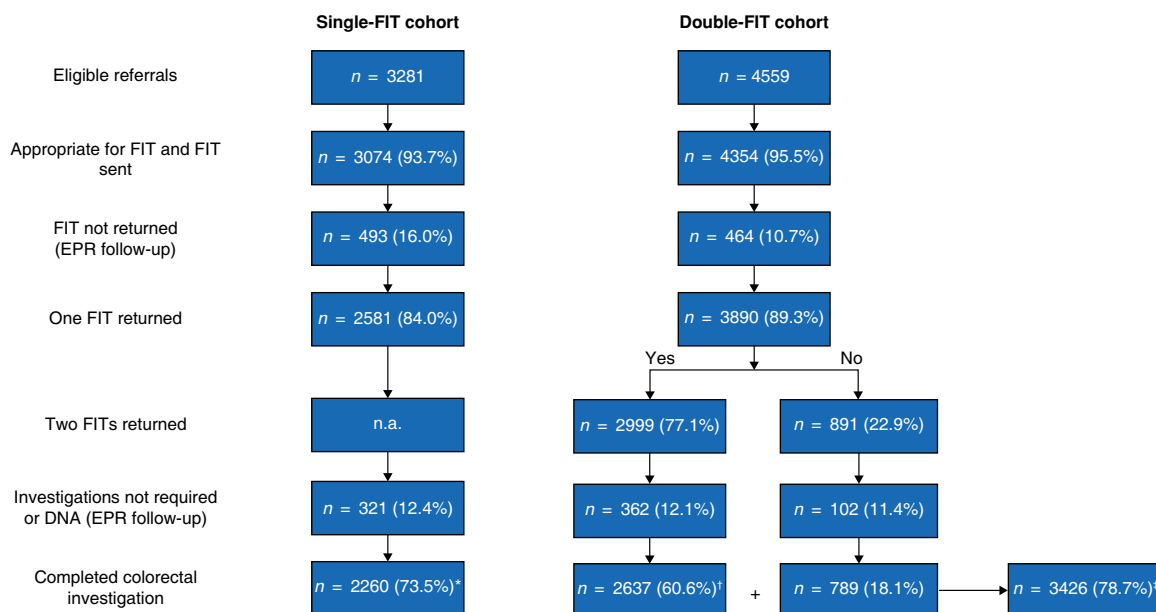 Single-FIT cohort
Double-FIT cohort
Eligible referrals
n = 3281
n = 4559
Appropriate for FIT and FIT
sent
n = 3074 (93.7%)
n = 4354 (95.5%)
FIT not returned
(EPR follow-up)
n = 493 (16.0%)
n = 464 (10.7%)
One FIT returned
n = 2581 (84.0%)
n = 3890 (89.3%)
Yes
No
Two FITs returned
n.a.
n = 2999 (77.1%)
n = 891 (22.9%)
Investigations not required
or DNA (EPR follow-up)
n = 321 (12.4%)
n = 362 (12.1%)
n = 102 (11.4%)
Completed colorectal
investigation
n = 2260 (73.5%)*
n = 2637 (60.6%)†
+
n = 789 (18.1%)
n = 3426 (78.7%)‡